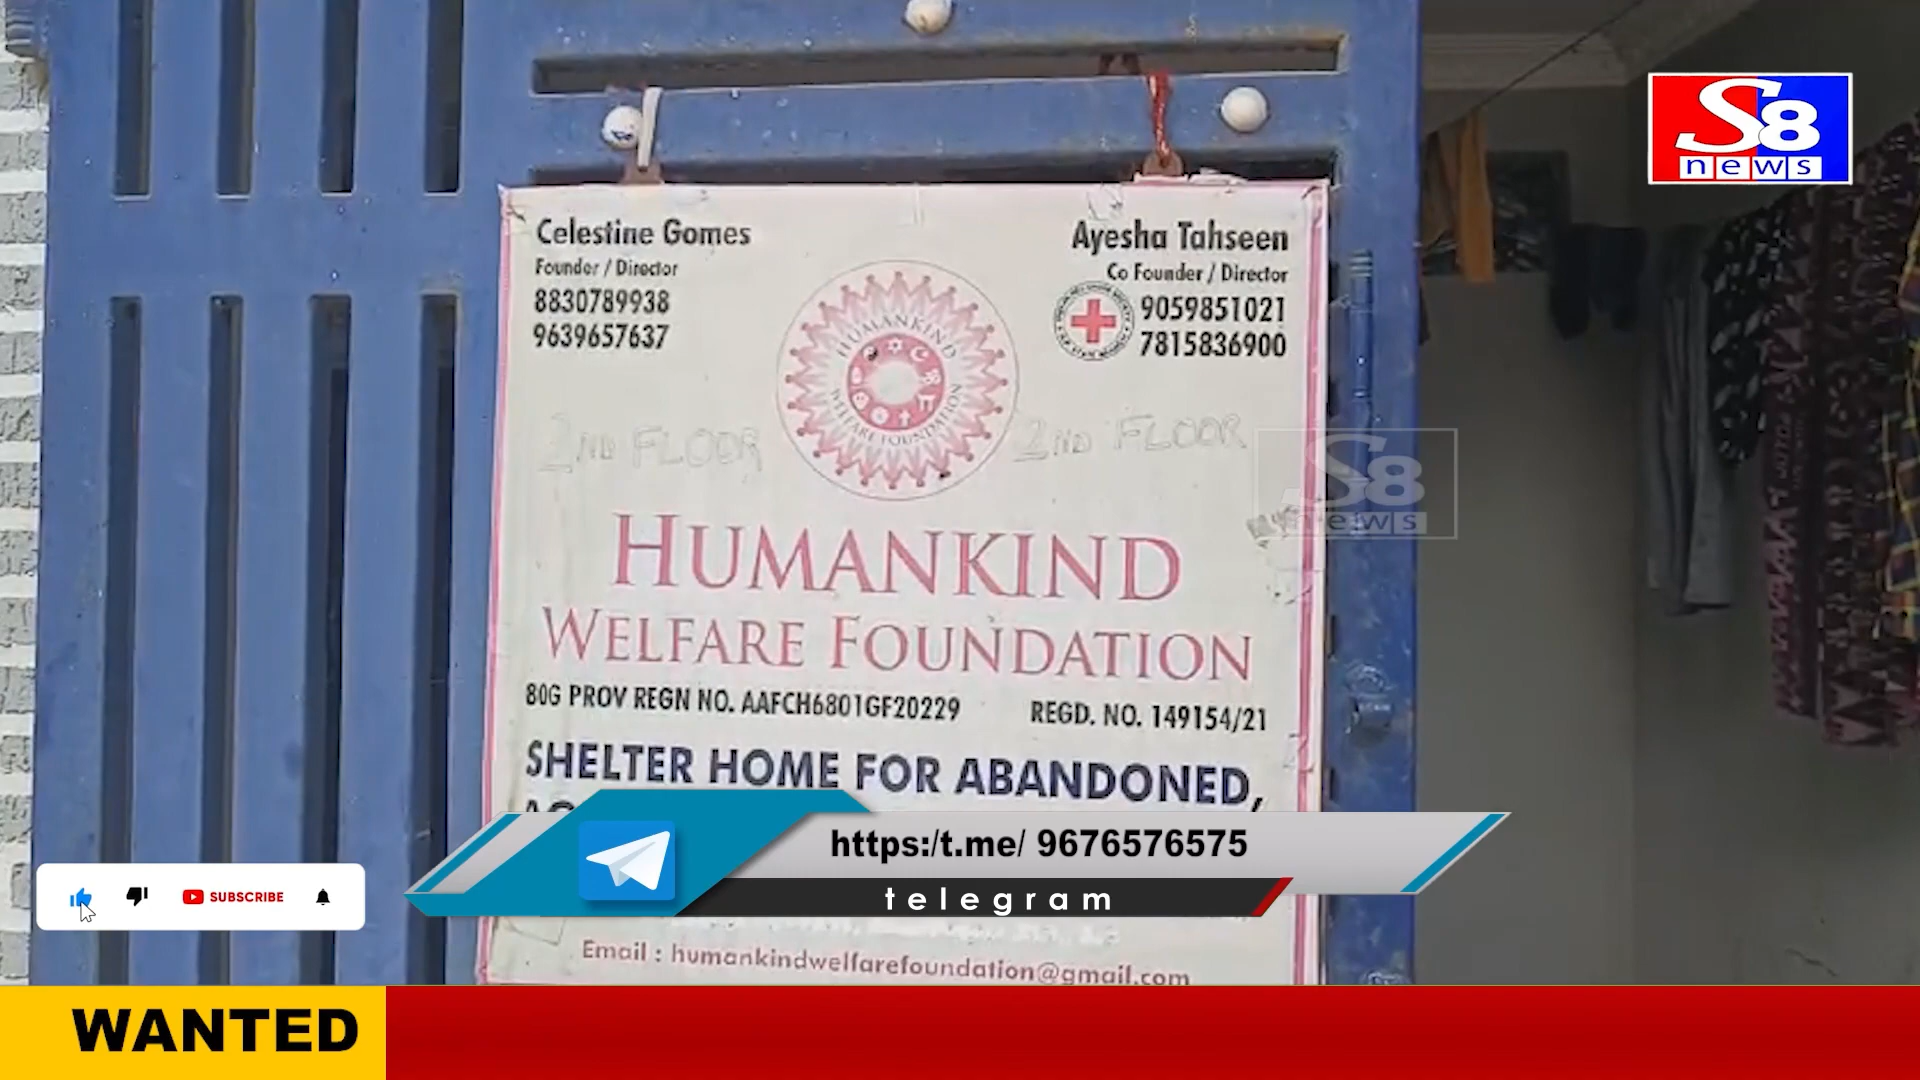 S8
news
Celestine Gomes
Founder / Director
8830789938
9639657637
Ayesha Tahseen
Co Founder / Director
9059851021
7815836900
HUMANKIND
WELFARE FOUNDATION
2ND FLOOR
2ND FLOOR
S8
news
HUMANKIND
WELFARE FOUNDATION
80G PROV REGN NO. AAFCH6801GF20229
REGD. NO. 149154/21
SHELTER HOME FOR ABANDONED,
https:/t.me/ 9676576575
telegram
SUBSCRIBE
Email : humankindwelfarefoundation@gmail.com
WANTED